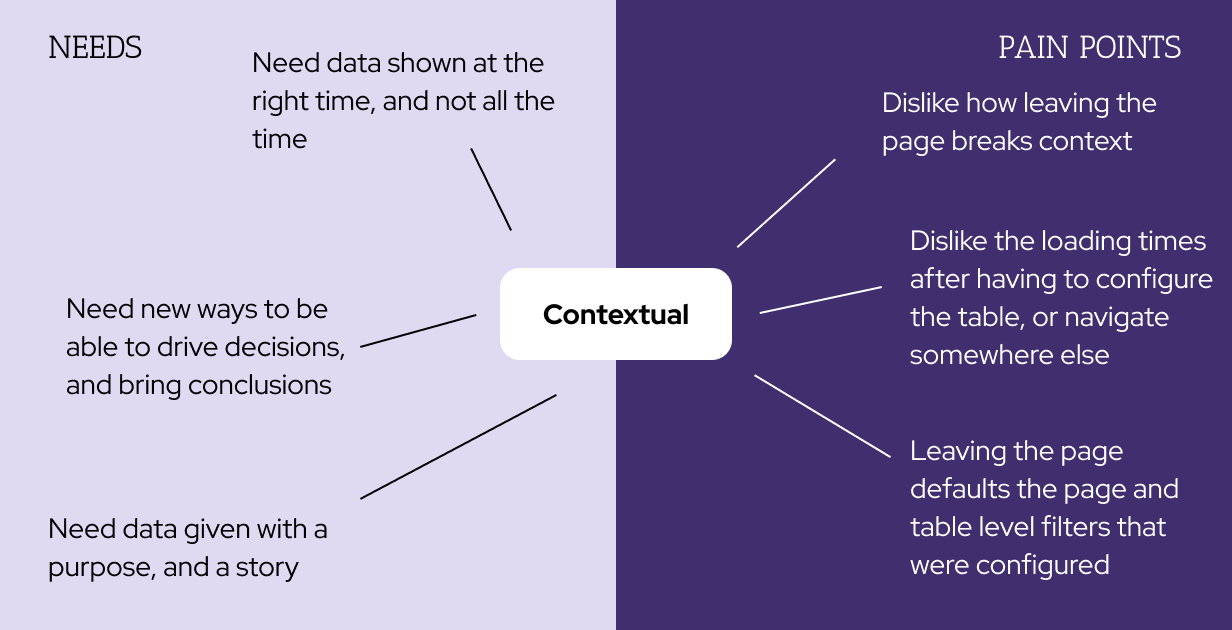 NEEDS
Need data shown at the
right time, and not all the
time
Need new ways to be
able to drive decisions,
and bring conclusions
Need data given with a
purpose, and a story
Contextual
PAIN POINTS
Dislike how leaving the
page breaks context
Dislike the loading times
after having to configure
the table, or navigate
somewhere else
Leaving the page
defaults the page and
table level filters that
were configured